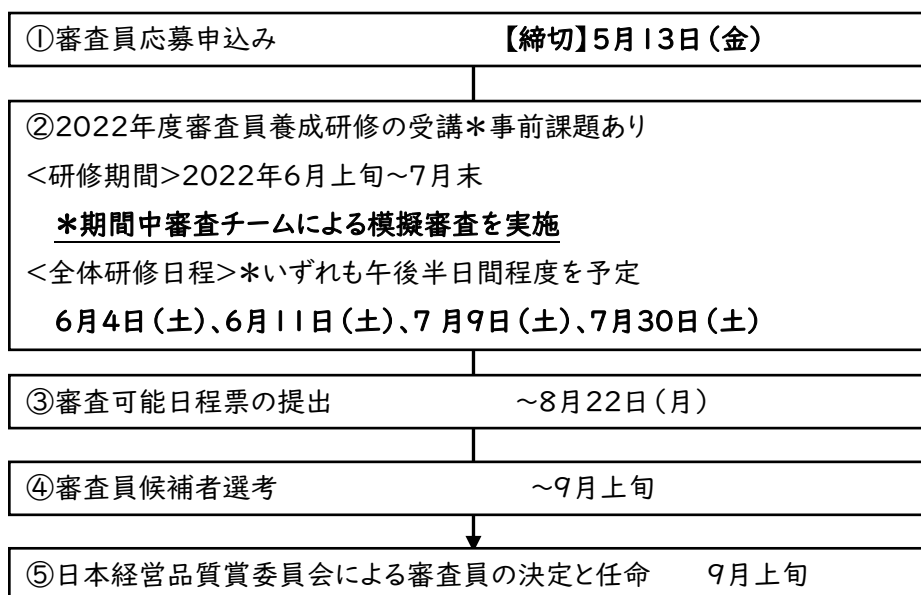 ①審査員応募申込み 【締切】5月13日(金)
②2022年度審査員養成研修の受講＊事前課題あり
<研修期間>2022年6月上旬～7月末
＊期間中審査チームによる模擬審査を実施
<全体研修日程>＊いずれも午後半日間程度を予定
6月4日(土)、6月11日(土)、7月9日(土)、7月30日(土)
③審査可能日程票の提出 ～8月22日(月)
④審査員候補者選考 ～9月上旬
⑤日本経営品質賞委員会による審査員の決定と任命 9月上旬